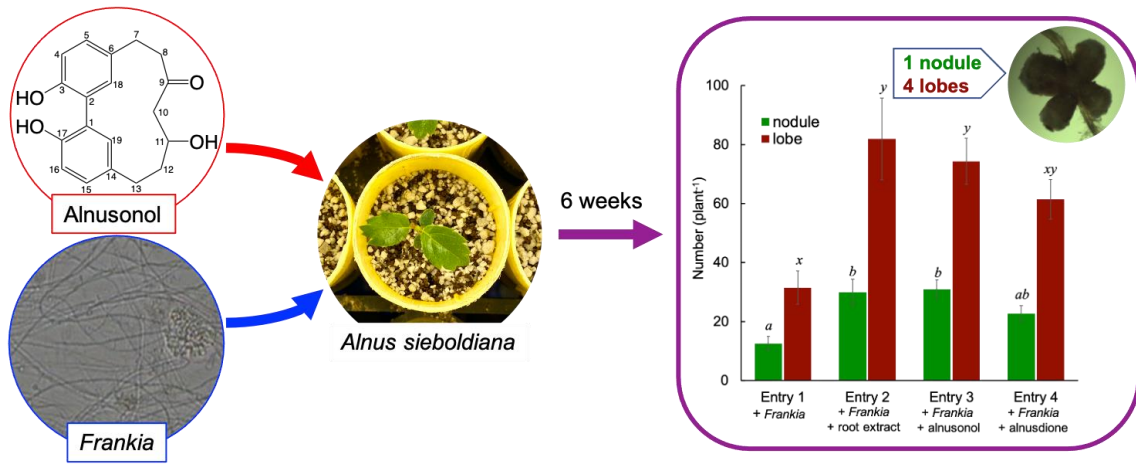 7
5
8
4
6
18
9
O
3
HO
2
10
1
HO
17
11
OH
19
16
12
14
15
13
Alnusonol
Frankia
Alnus sieboldiana
6 weeks
1 nodule
4 lobes
nodule
lobe
Number (plant-1)
100
80
60
40
20
0
a
x
b
y
b
y
ab
xy
Entry 1
+ Frankia
Entry 2
+ Frankia
+ root extract
Entry 3
+ Frankia
+ alnusonol
Entry 4
+ Frankia
+ alnusdione